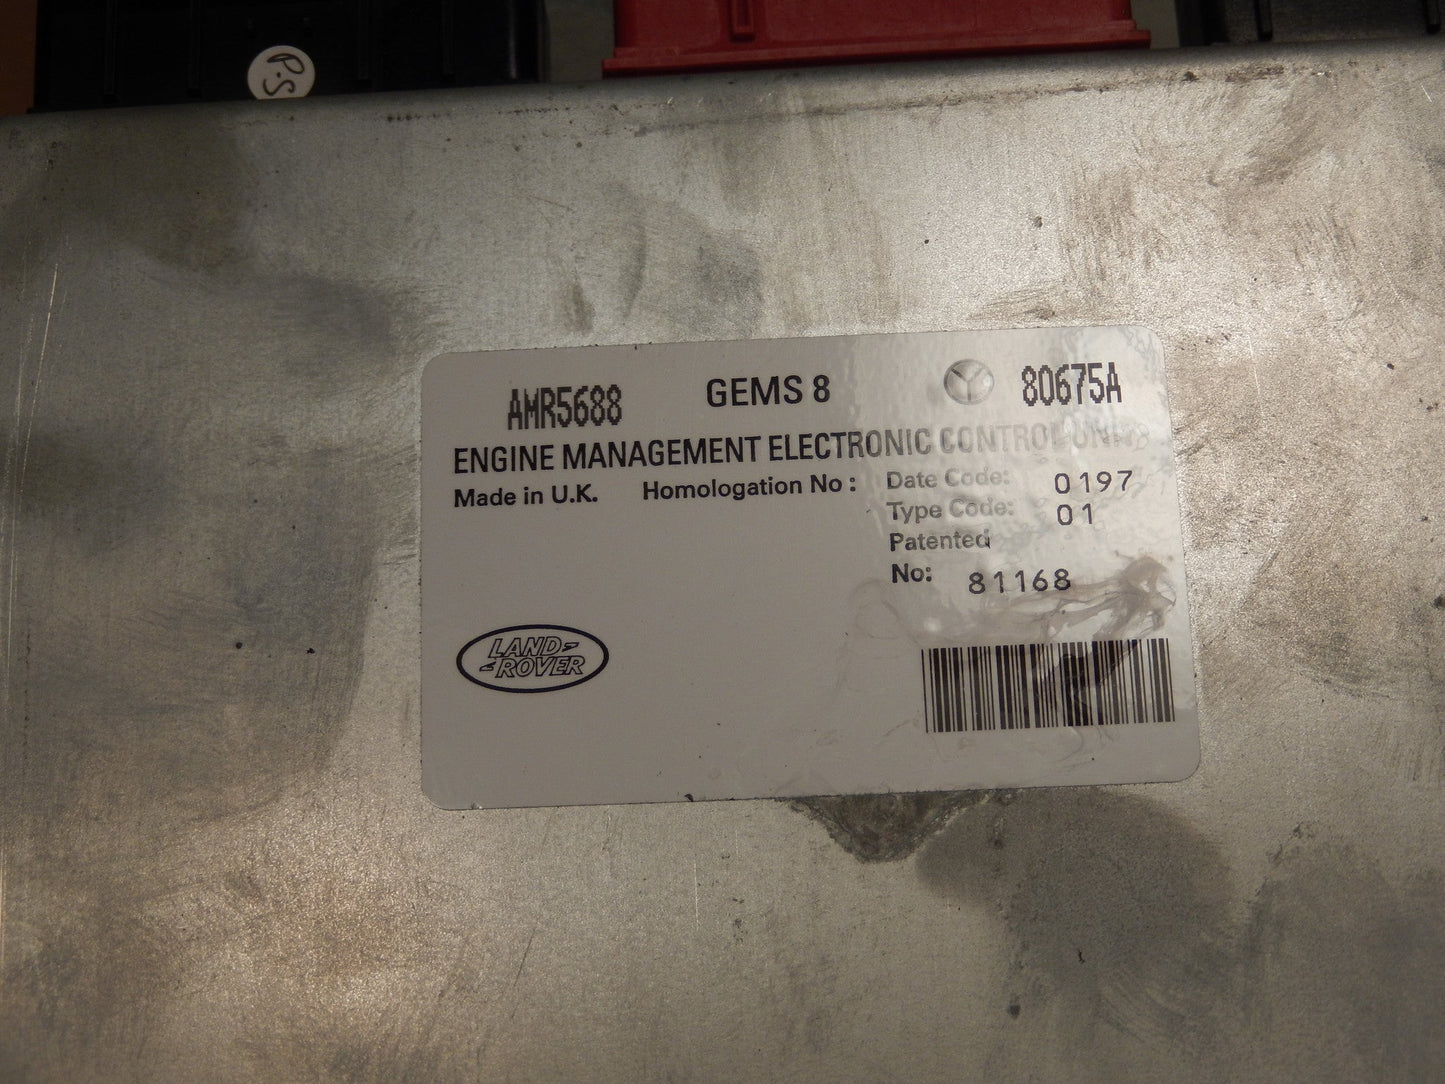 P.S
AMR5688 GEMS 8 80675A
ENGINE MANAGEMENT ELECTRONIC CONTROL UNIT
Made in U.K. Homologation No : Date Code: 0197
Type Code: 01
Patented
No: 81168
LAND-
-ROVER